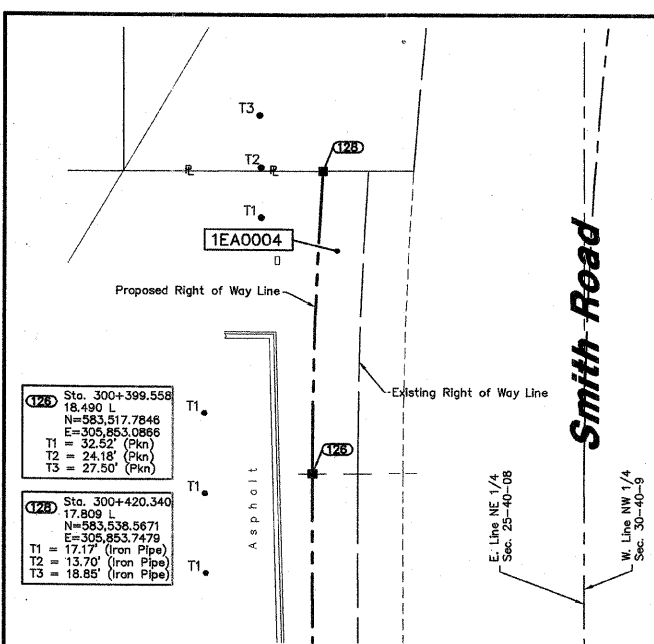 T3
128
T2
PL
PL
T1
1EA0004
Proposed Right of Way Line
Smith Road
Existing Right of Way Line
126 Sta. 300+399.558
18.490 L
N=583,517.7846
E=305,853.0866
T1 = 32.52' (Pkn)
T2 = 24.18' (Pkn)
T3 = 27.50' (Pkn)
T1
126
T1
Asphalt
E. Line NE 1/4
Sec. 25-40-08
W. Line NW 1/4
Sec. 30-40-9
128 Sta. 300+420.340
17.809 L
N=583,538.5671
E=305,853.7479
T1 = 17.17' (Iron Pipe)
T2 = 13.70' (Iron Pipe)
T3 = 18.85' (Iron Pipe)
T1